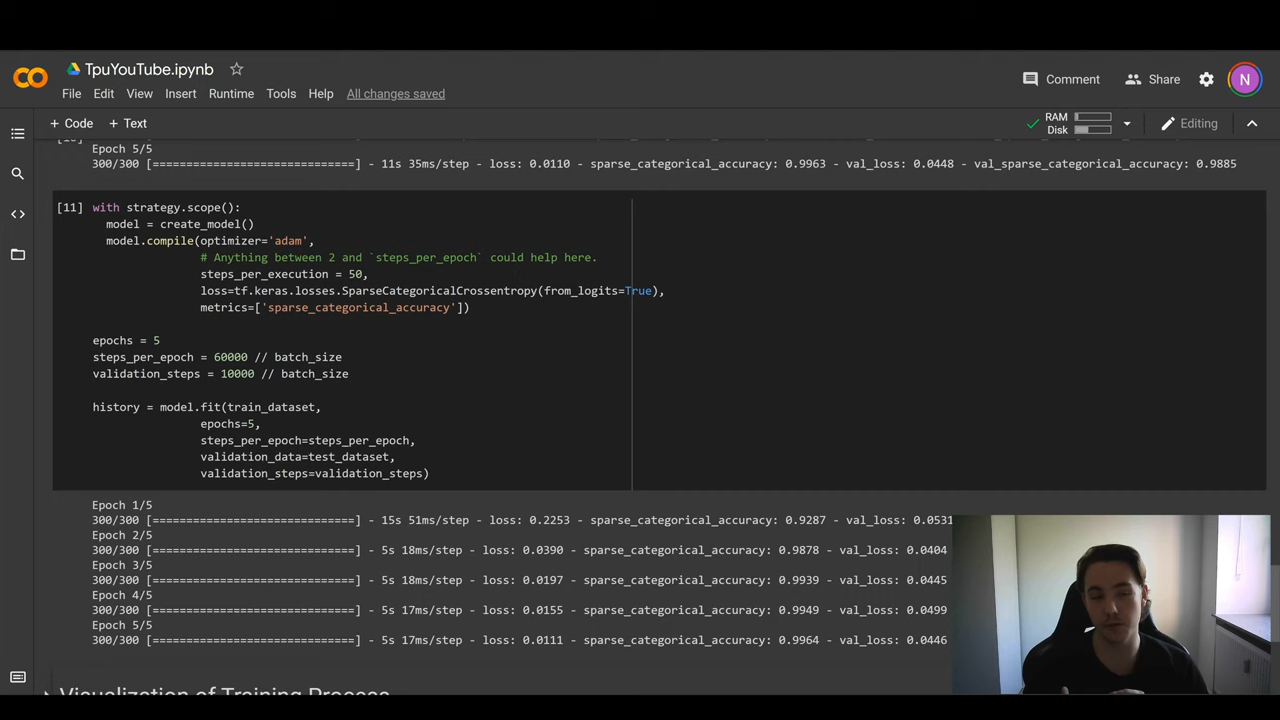 TpuYouTube.ipynb
Comment
Share
N
File Edit View Insert Runtime Tools Help All changes saved
+ Code + Text
RAM
Disk
Editing
Epoch 5/5
300/300 [==============================] - 11s 35ms/step - loss: 0.0110 - sparse_categorical_accuracy: 0.9963 - val_loss: 0.0448 - val_sparse_categorical_accuracy: 0.9885
[11] with strategy.scope():
model = create_model()
model.compile(optimizer='adam',
# Anything between 2 and `steps_per_epoch` could help here.
steps_per_execution = 50,
loss=tf.keras.losses.SparseCategoricalCrossentropy(from_logits=True),
metrics=['sparse_categorical_accuracy'])
epochs = 5
steps_per_epoch = 60000 // batch_size
validation_steps = 10000 // batch_size
history = model.fit(train_dataset,
epochs=5,
steps_per_epoch=steps_per_epoch,
validation_data=test_dataset,
validation_steps=validation_steps)
Epoch 1/5
300/300 [==============================] - 15s 51ms/step - loss: 0.2253 - sparse_categorical_accuracy: 0.9287 - val_loss: 0.0531
Epoch 2/5
300/300 [==============================] - 5s 18ms/step - loss: 0.0390 - sparse_categorical_accuracy: 0.9878 - val_loss: 0.0404
Epoch 3/5
300/300 [==============================] - 5s 18ms/step - loss: 0.0197 - sparse_categorical_accuracy: 0.9939 - val_loss: 0.0445
Epoch 4/5
300/300 [==============================] - 5s 17ms/step - loss: 0.0155 - sparse_categorical_accuracy: 0.9949 - val_loss: 0.0499
Epoch 5/5
300/300 [==============================] - 5s 17ms/step - loss: 0.0111 - sparse_categorical_accuracy: 0.9964 - val_loss: 0.0446
Visualization of Training Process